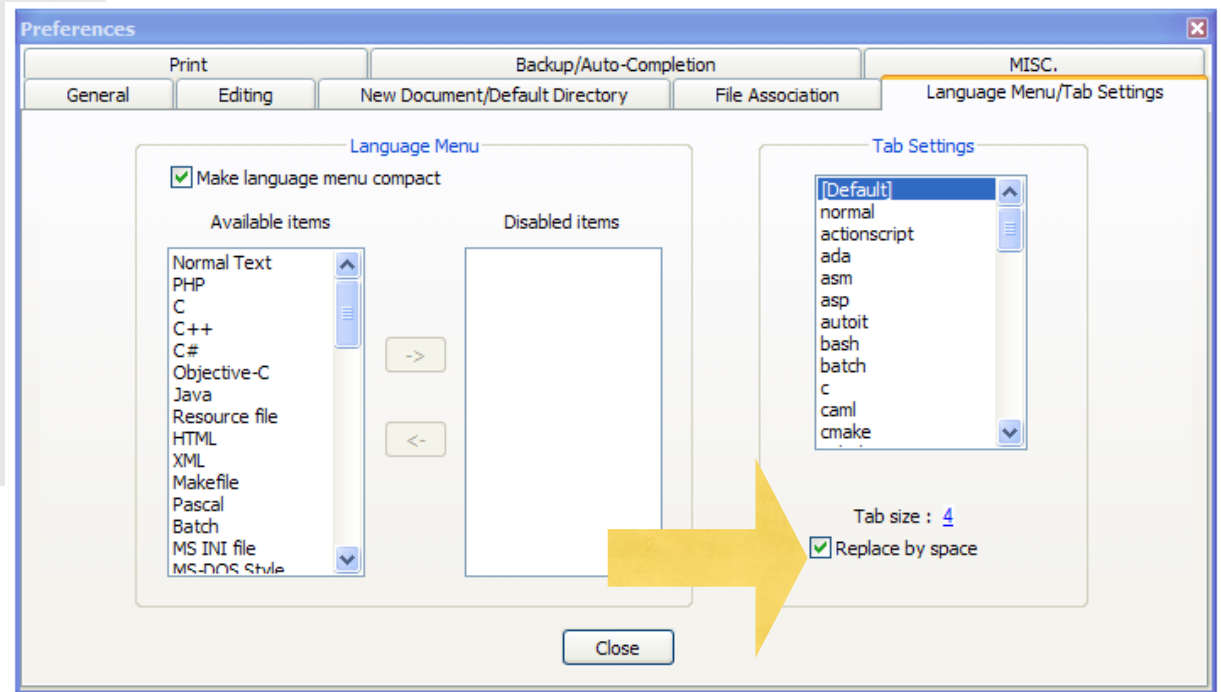 Preferences
Print
Backup/Auto-Completion
MISC.
General
Editing
New Document/Default Directory
File Association
Language Menu/Tab Settings
Language Menu
Make language menu compact
Available items
Disabled items
Normal Text
PHP
C
C++
C#
Objective-C
Java
Resource file
HTML
XML
Makefile
Pascal
Batch
MS INI file
MS-DOS Style
->
<-
Tab Settings
[Default]
normal
actionscript
ada
asm
asp
autoit
bash
batch
c
caml
cmake
Tab size : 4
Replace by space
Close